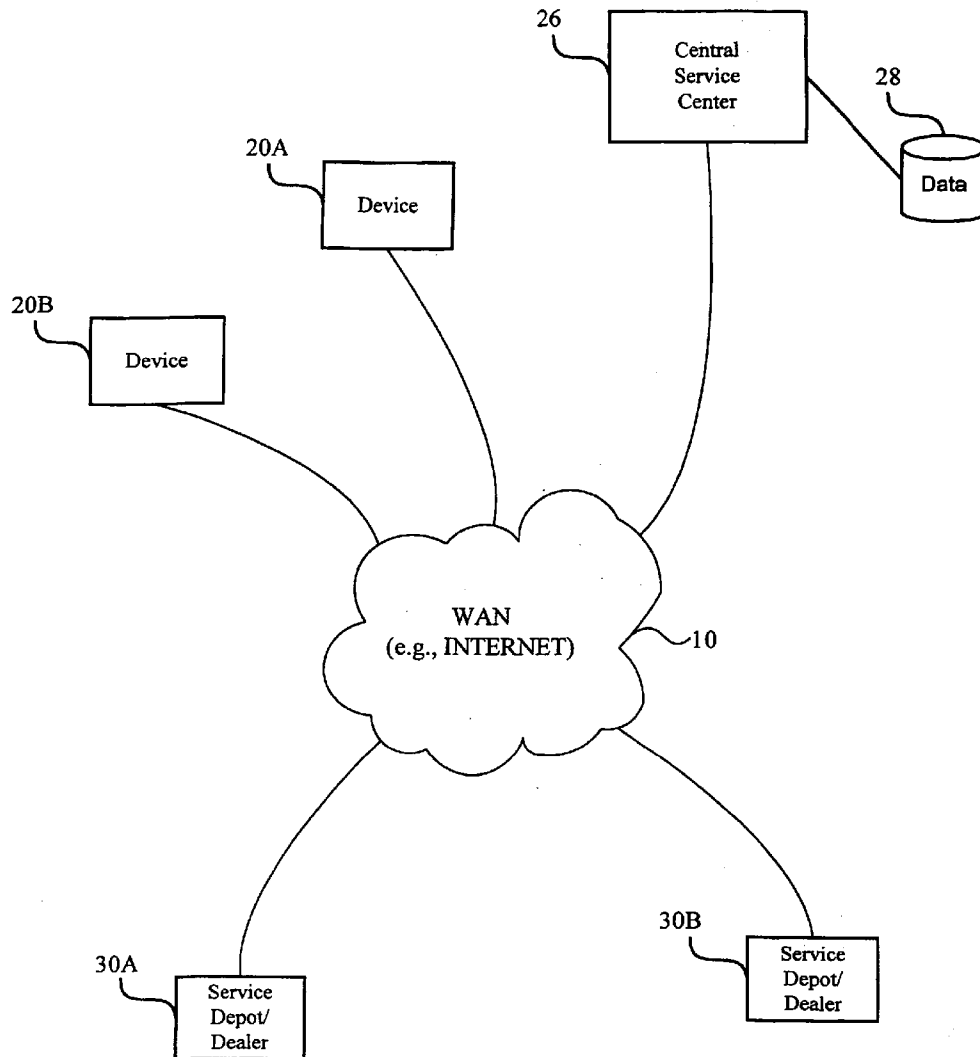 26
Central
Service
Center
28
Data
20A
Device
20B
Device
WAN
(e.g., INTERNET)
10
30A
Service
Depot/
Dealer
30B
Service
Depot/
Dealer